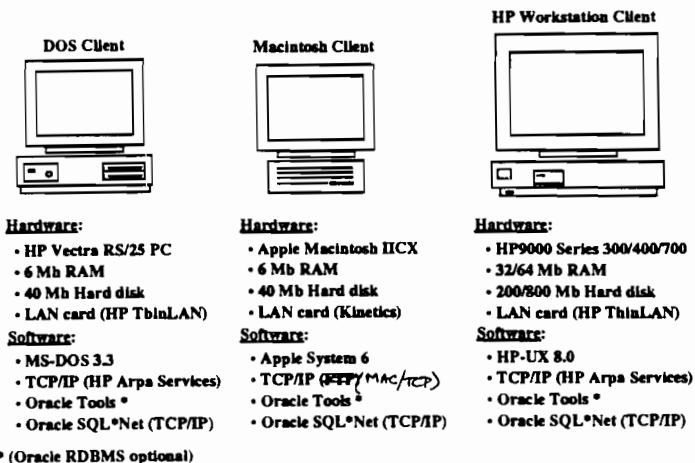 HP Workstation Client
DOS Client
Macintosh Client
Hardware:
• HP Vectra RS/25 PC
• 6 Mb RAM
• 40 Mb Hard disk
• LAN card (HP ThinLAN)
Software:
• MS-DOS 3.3
• TCP/IP (HP Arpa Services)
• Oracle Tools *
• Oracle SQL*Net (TCP/IP)
Hardware:
• Apple Macintosh IICX
• 6 Mb RAM
• 40 Mb Hard disk
• LAN card (Kinetics)
Software:
• Apple System 6
• TCP/IP (MAC/TCP)
• Oracle Tools *
• Oracle SQL*Net (TCP/IP)
Hardware:
• HP9000 Series 300/400/700
• 32/64 Mb RAM
• 200/800 Mb Hard disk
• LAN card (HP ThinLAN)
Software:
• HP-UX 8.0
• TCP/IP (HP Arpa Services)
• Oracle Tools *
• Oracle SQL*Net (TCP/IP)
(Oracle RDBMS optional)